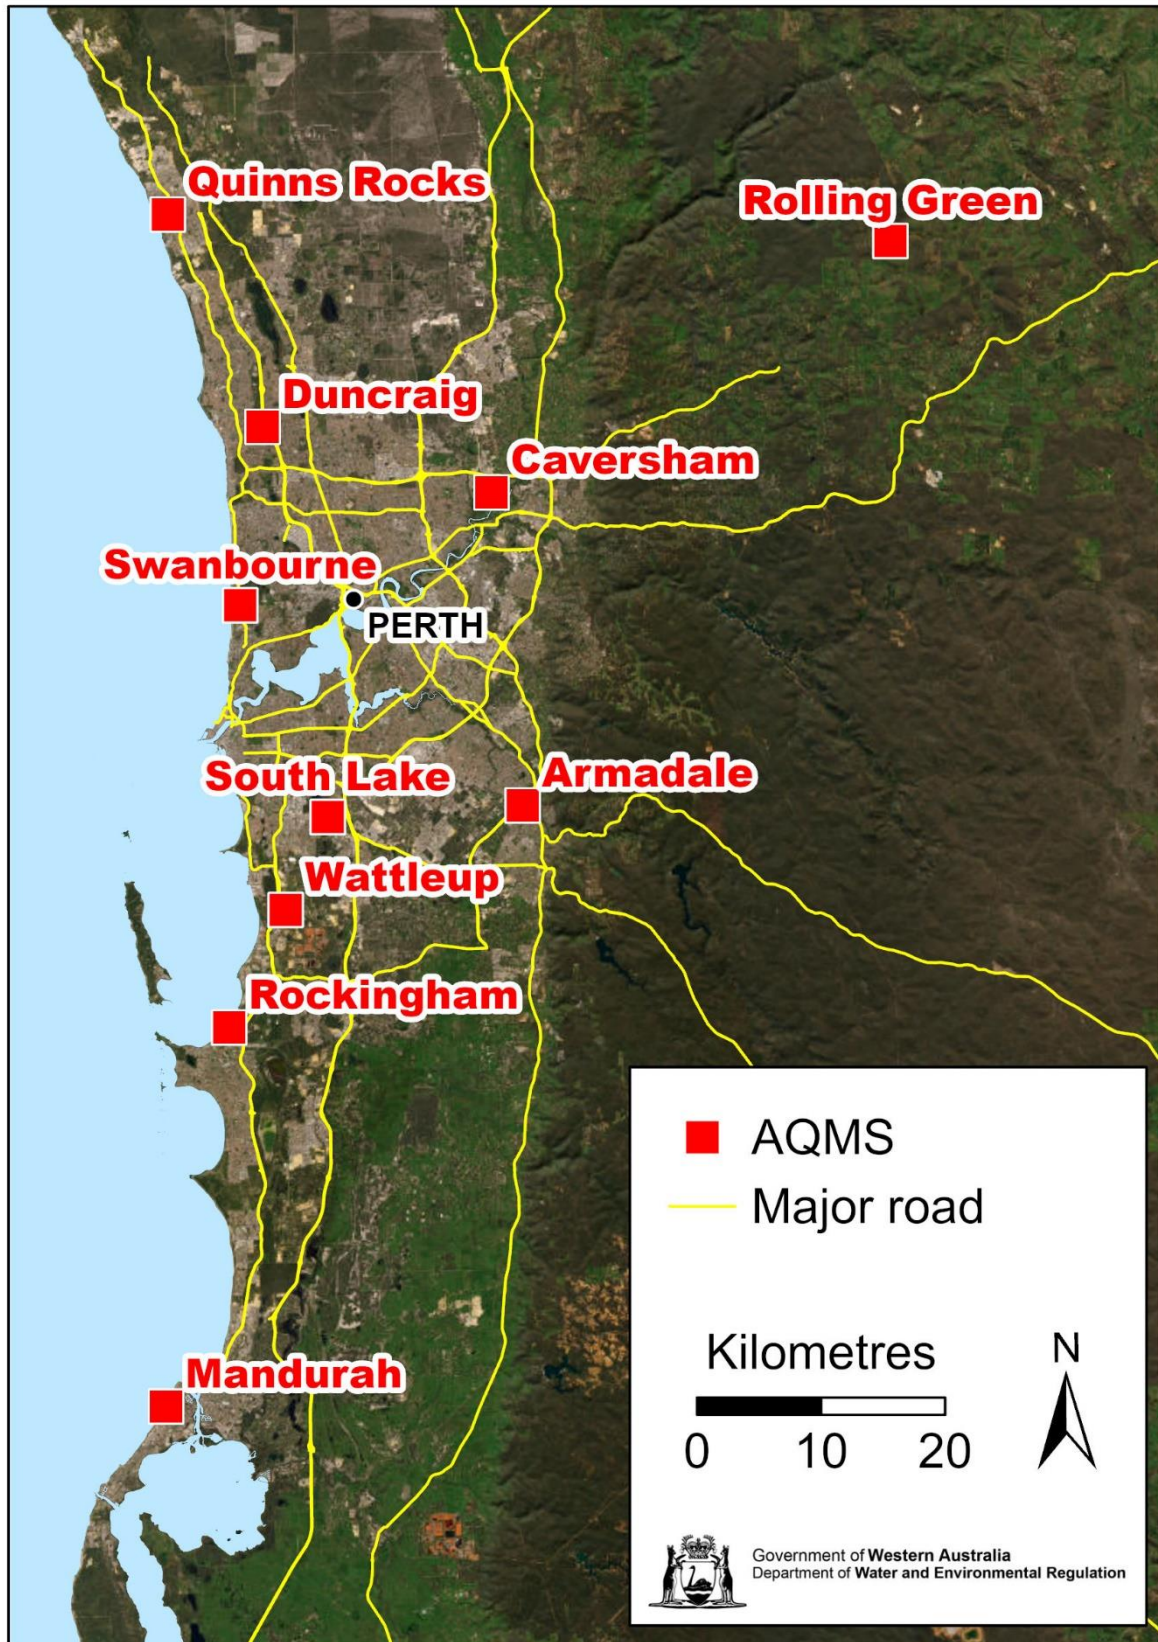 Quinns Rocks
Rolling Green
Duncraig
Caversham
Swanbourne
PERTH
South Lake
Armadale
Wattleup
Rockingham
Mandurah
AQMS
Major road
Kilometres
0 10 20
N
Government of Western Australia
Department of Water and Environmental Regulation